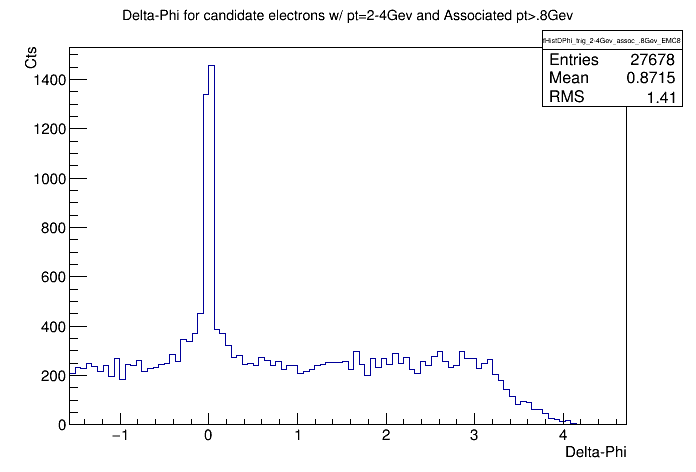 Delta-Phi for candidate electrons w/ pt=2-4Gev and Associated pt>.8Gev
fHistDPhi_trig_2-4Gev_assoc_.8Gev_EMC8
Entries 27678
Mean 0.8715
RMS 1.41
Cts
1400
1200
1000
800
600
400
200
0
−1 0 1 2 3 4
Delta-Phi